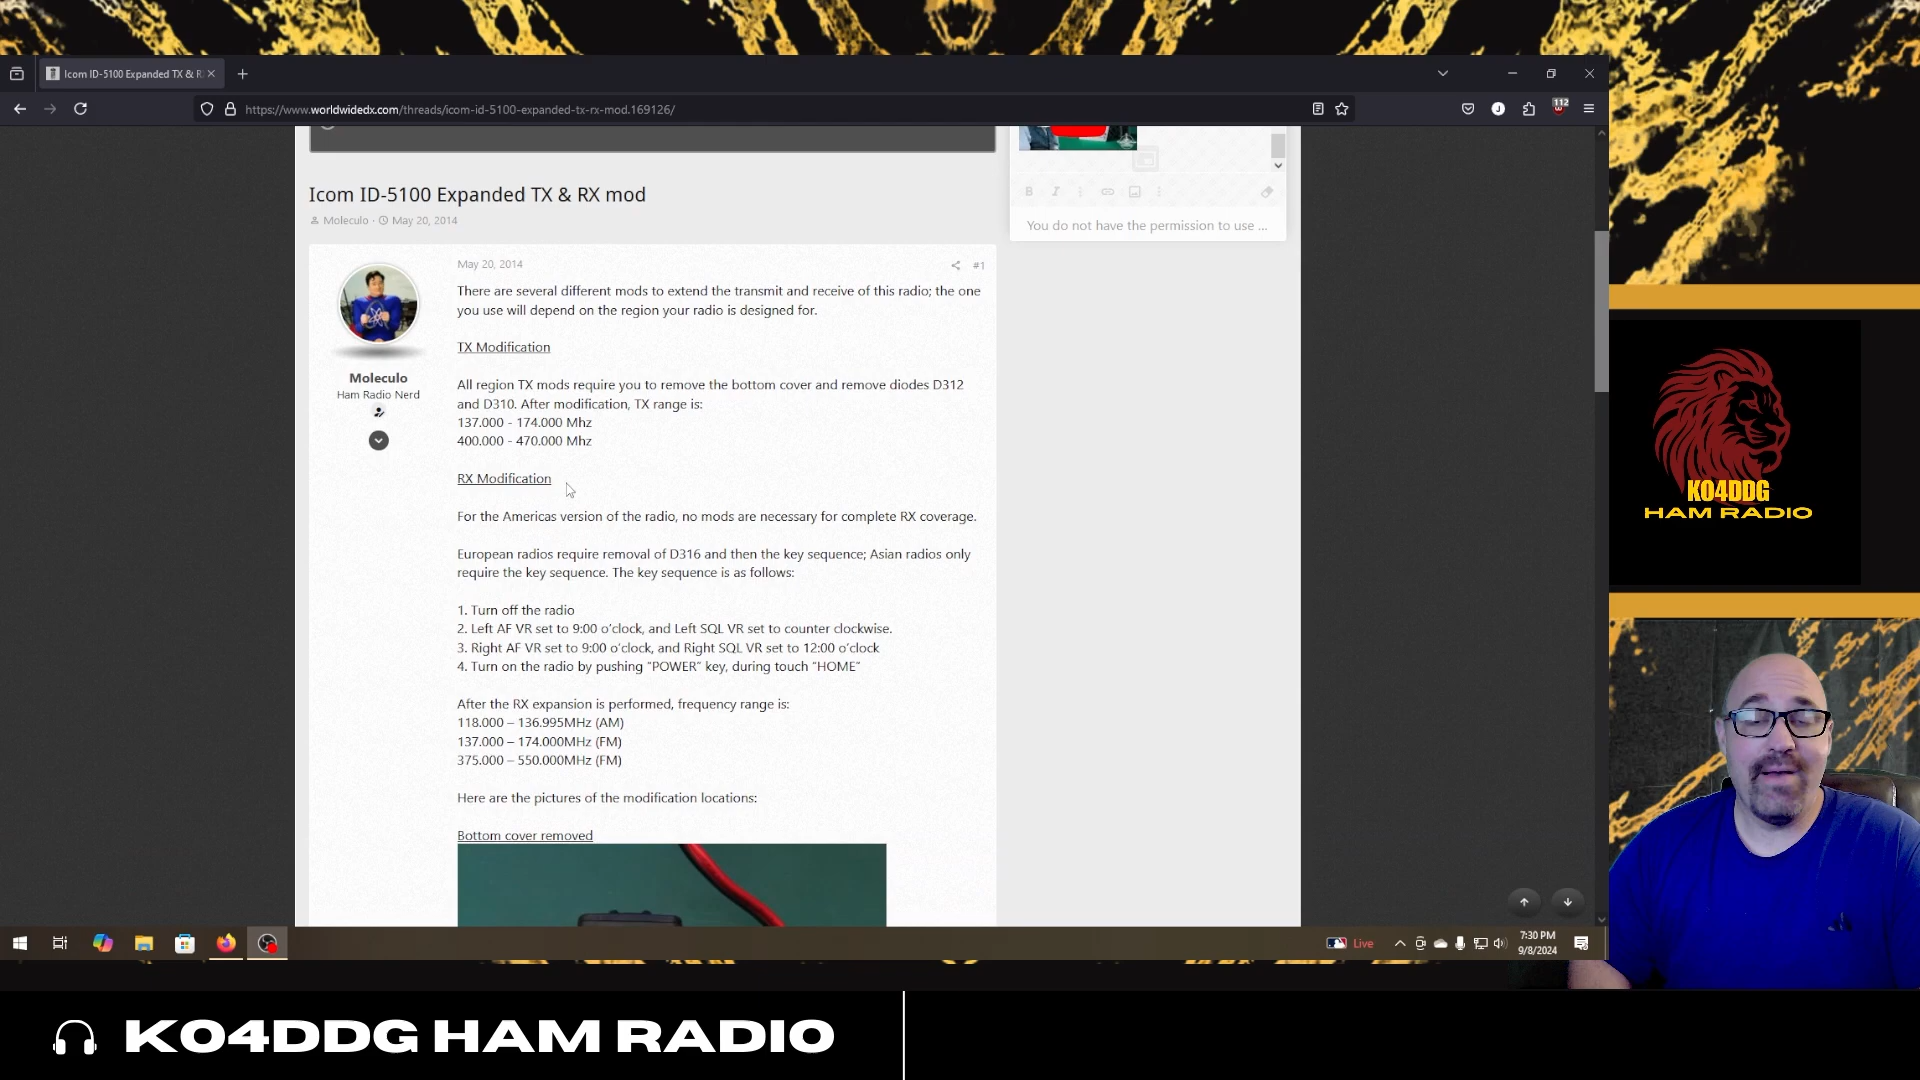 Icom ID-5100 Expanded TX & R
https://www.worldwidedx.com/threads/icom-id-5100-expanded-tx-rx-mod.169126/
112
Icom ID-5100 Expanded TX & RX mod
Moleculo · May 20, 2014
You do not have the permission to use ...
May 20, 2014
#1
There are several different mods to extend the transmit and receive of this radio; the one
you use will depend on the region your radio is designed for.
TX Modification
All region TX mods require you to remove the bottom cover and remove diodes D312
and D310. After modification, TX range is:
137.000 - 174.000 Mhz
400.000 - 470.000 Mhz
Moleculo
Ham Radio Nerd
RX Modification
For the Americas version of the radio, no mods are necessary for complete RX coverage.
European radios require removal of D316 and then the key sequence; Asian radios only
require the key sequence. The key sequence is as follows:
1. Turn off the radio
2. Left AF VR set to 9:00 o’clock, and Left SQL VR set to counter clockwise.
3. Right AF VR set to 9:00 o’clock, and Right SQL VR set to 12:00 o’clock
4. Turn on the radio by pushing “POWER” key, during touch “HOME”
After the RX expansion is performed, frequency range is:
118.000 – 136.995MHz (AM)
137.000 – 174.000MHz (FM)
375.000 – 550.000MHz (FM)
Here are the pictures of the modification locations:
Bottom cover removed
KO4DDG
HAM RADIO
Live
7:30 PM
9/8/2024
KO4DDG HAM RADIO